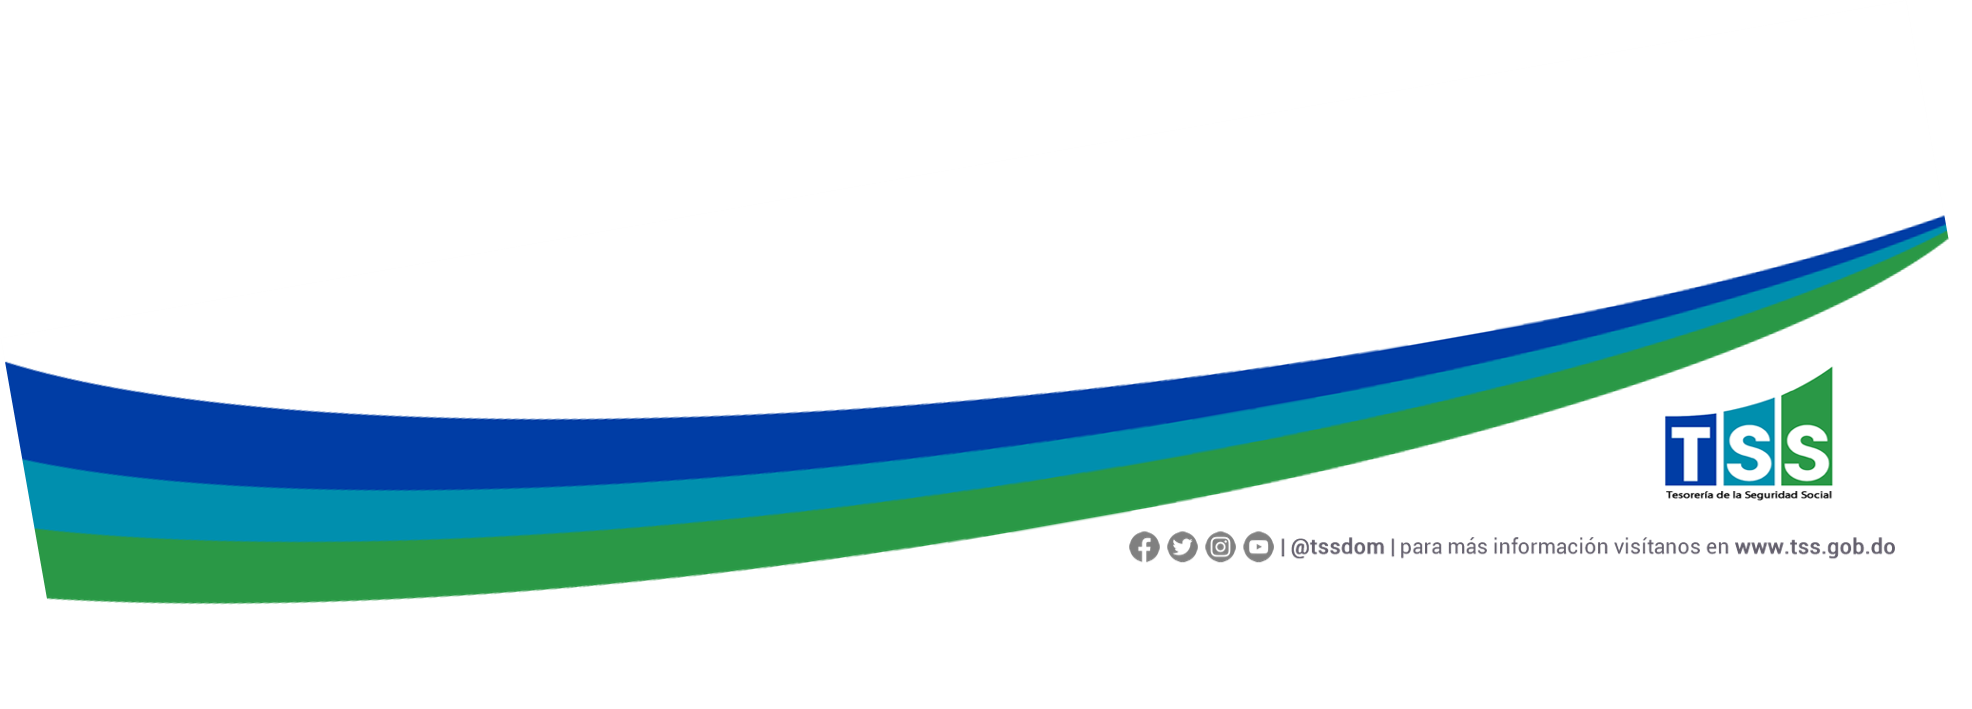 TSS
Tesorería de la Seguridad Social
| @tssdom | para más información visítanos en www.tss.gob.do